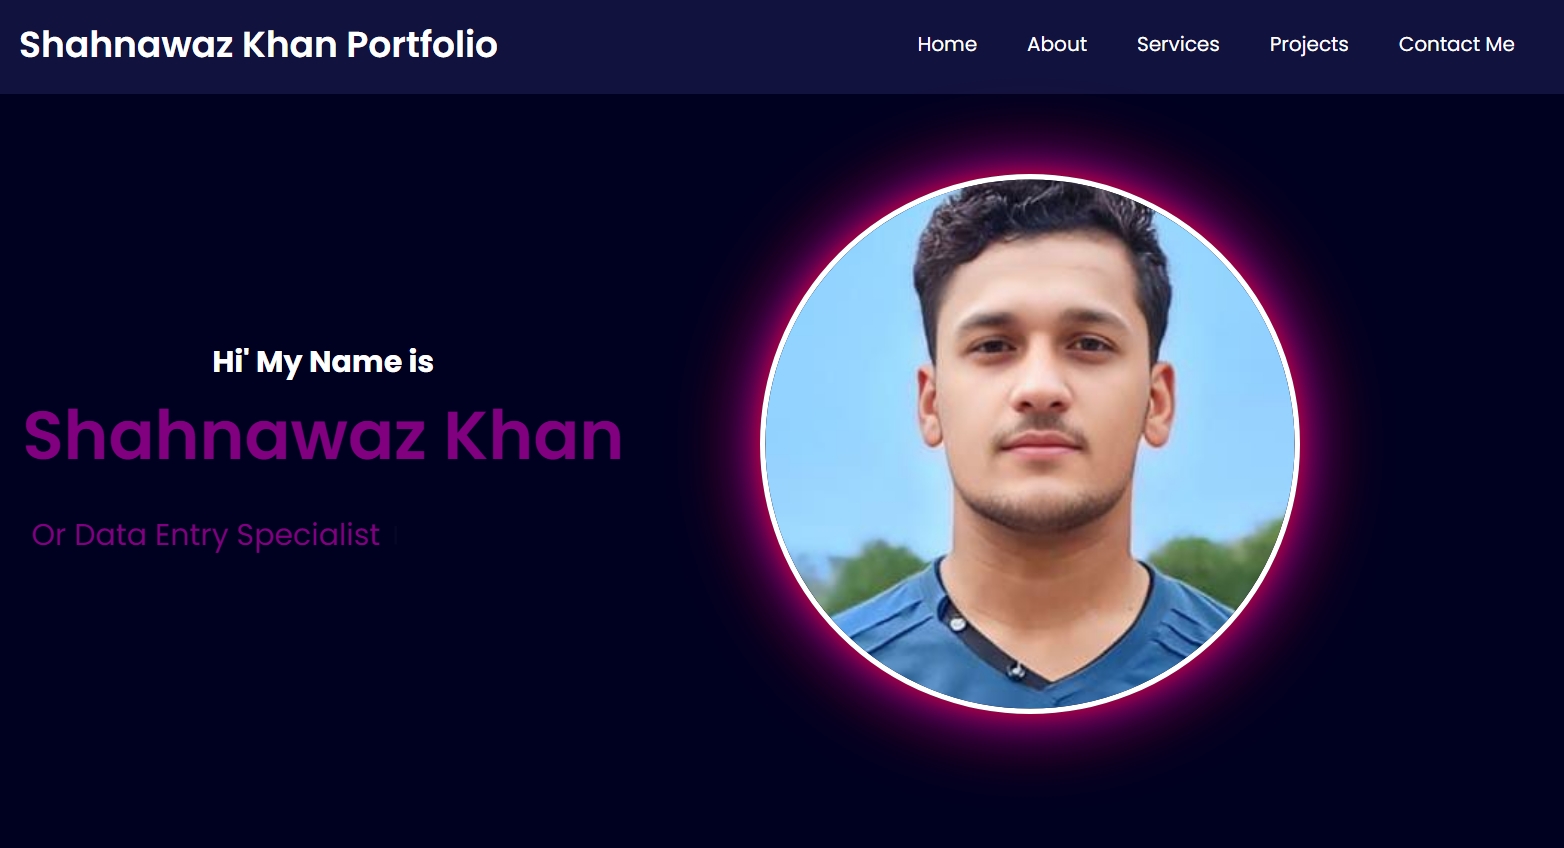 Shahnawaz Khan Portfolio
Home About Services Projects Contact Me
Hi' My Name is
Shahnawaz Khan
Or Data Entry Specialist